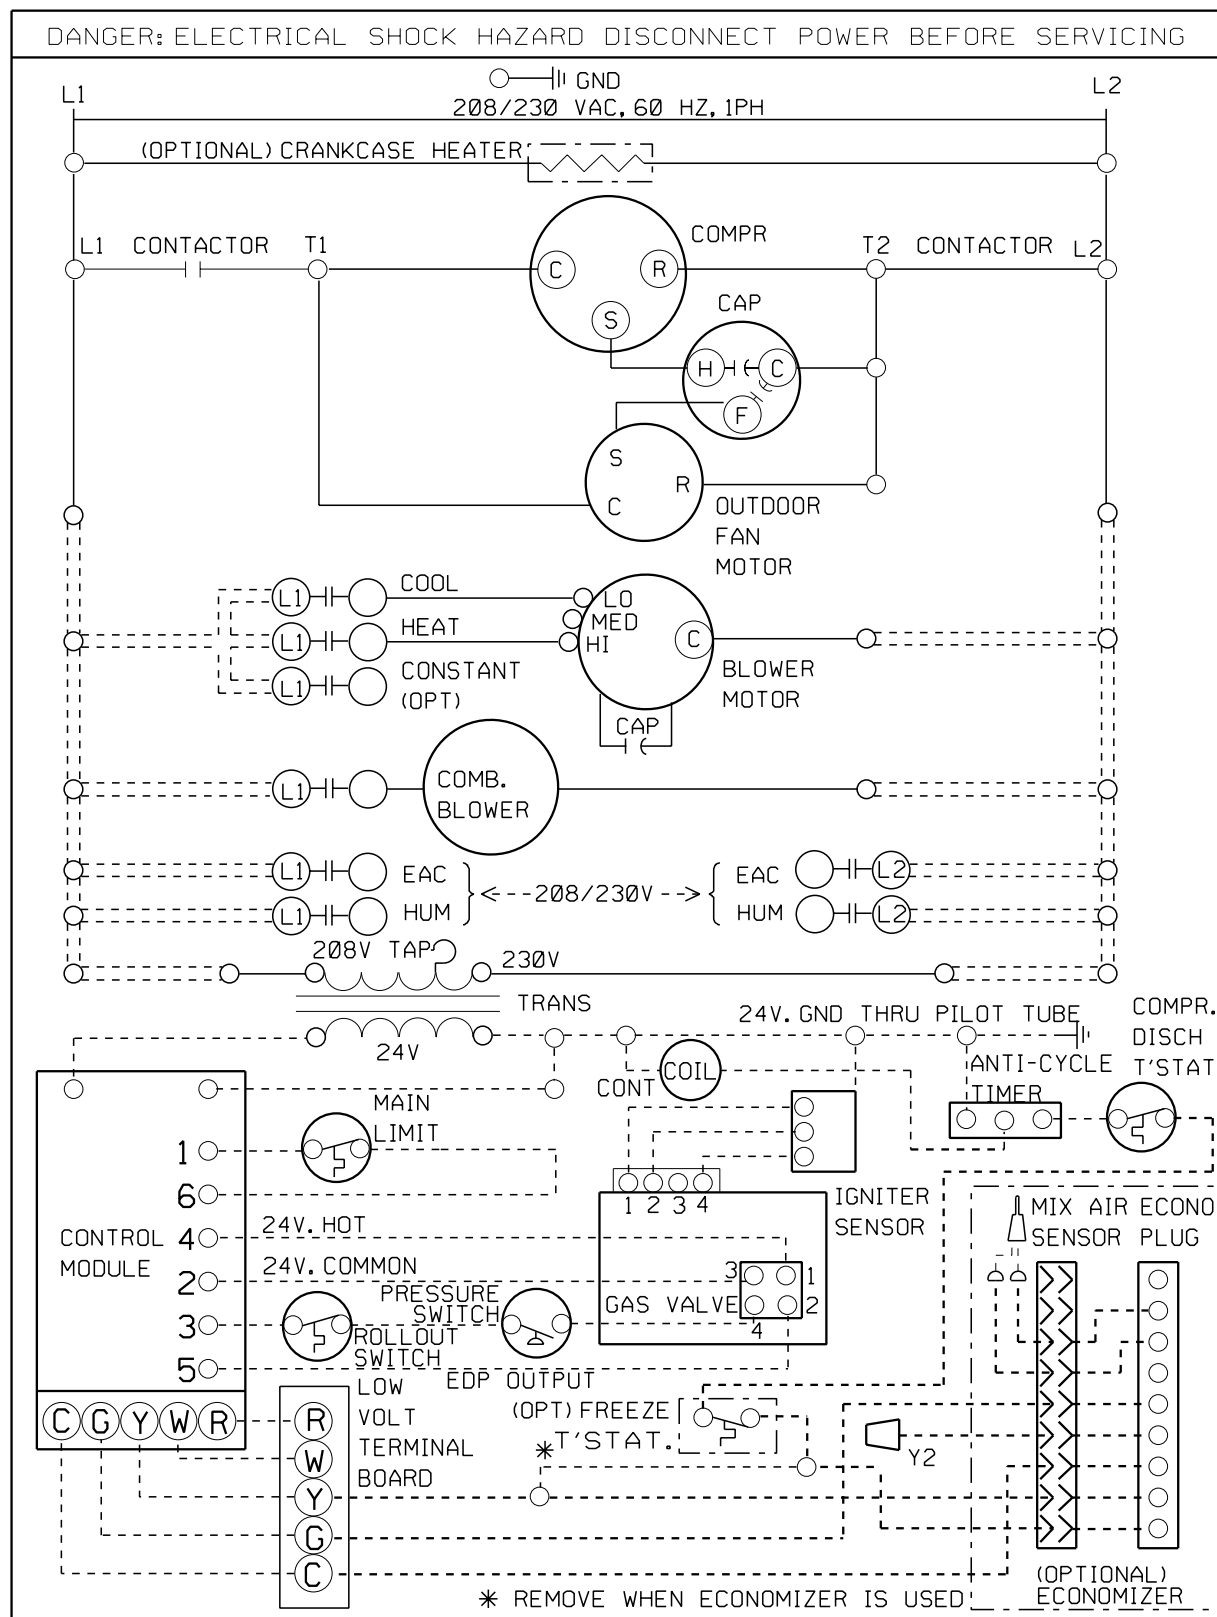 DANGER: ELECTRICAL SHOCK HAZARD DISCONNECT POWER BEFORE SERVICING
GND
L1
L2
208/230 VAC, 60 HZ, 1PH
(OPTIONAL) CRANKCASE HEATER
COMPR
L1 CONTACTOR T1
T2 CONTACTOR L2
C R
S
CAP
H C
F
S
R
C
OUTDOOR
FAN
MOTOR
L1 COOL
LO
MED
L1 HEAT
HI
C
L1 CONSTANT
(OPT)
BLOWER
MOTOR
CAP
L1
COMB.
BLOWER
L1 EAC
208/230V
EAC L2
L1 HUM
HUM L2
208V TAP
230V
TRANS
24V
24V. GND THRU PILOT TUBE
COMPR.
DISCH
T'STAT
CONT COIL
ANTI-CYCLE
TIMER
MAIN
LIMIT
1
6
CONTROL
MODULE
4
2
3
5
24V. HOT
24V. COMMON
1 2 3 4
IGNITER
SENSOR
MIX AIR
SENSOR
ECONO
PLUG
PRESSURE
SWITCH
ROLLOUT
SWITCH
GAS VALVE
3 1
2
4
EDP OUTPUT
C G Y W R
R
W
Y
G
C
LOW
VOLT
TERMINAL
BOARD
(OPT) FREEZE
T'STAT.
*
Y2
(OPTIONAL)
ECONOMIZER
* REMOVE WHEN ECONOMIZER IS USED